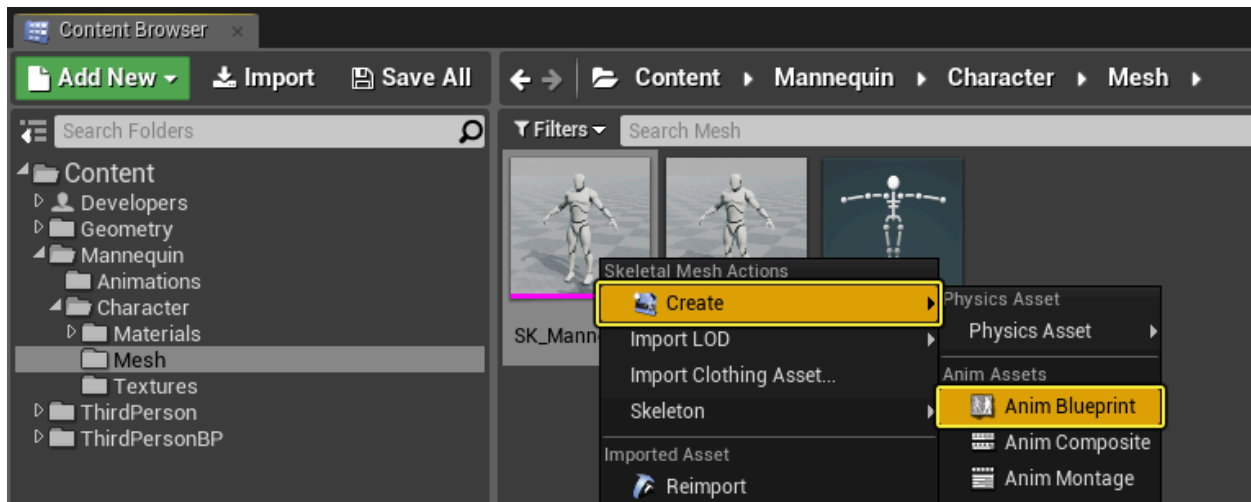 Content Browser
Add New Import Save All
Content Mannequin Character Mesh
Search Folders
Filters Search Mesh
Content
Developers
Geometry
Mannequin
Animations
Character
Materials
Mesh
Textures
ThirdPerson
ThirdPersonBP
SK_Mann
Skeletal Mesh Actions
Create
Import LOD
Import Clothing Asset...
Skeleton
Imported Asset
Reimport
Physics Asset
Physics Asset
Anim Assets
Anim Blueprint
Anim Composite
Anim Montage